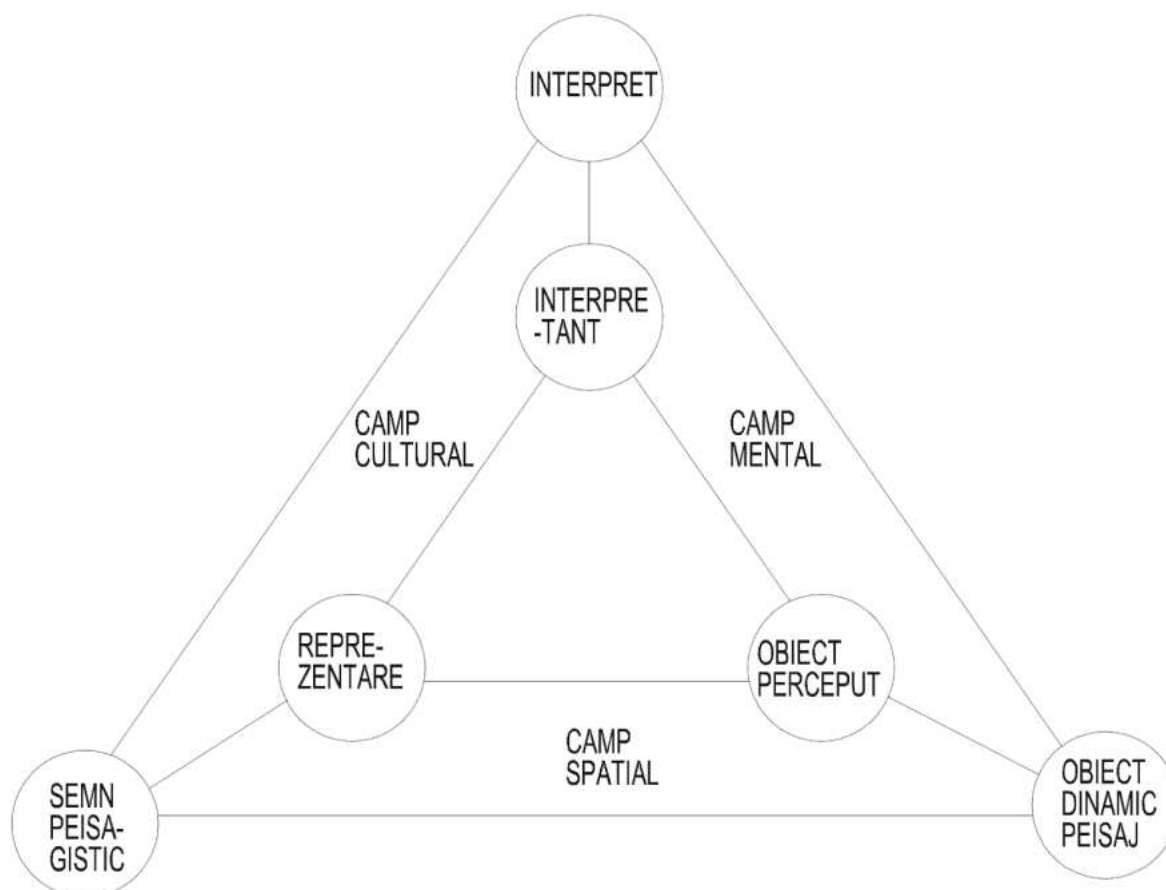 INTERPRET
INTERPRE
-TANT
CAMP
CULTURAL
CAMP
MENTAL
REPRE-
ZENTARE
OBIECT
PERCEPUT
CAMP
SPATIAL
SEMN
PEISA-
GISTIC
OBIECT
DINAMIC
PEISAJ